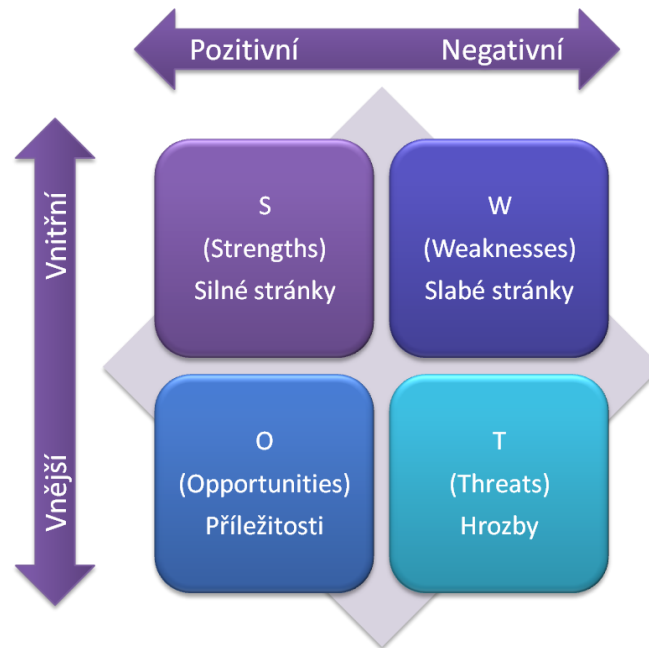 Pozitivní
Negativní
Vnitřní
Vnější
S
(Strengths)
Silné stránky
W
(Weaknesses)
Slabé stránky
O
(Opportunities)
Příležitosti
T
(Threats)
Hrozby